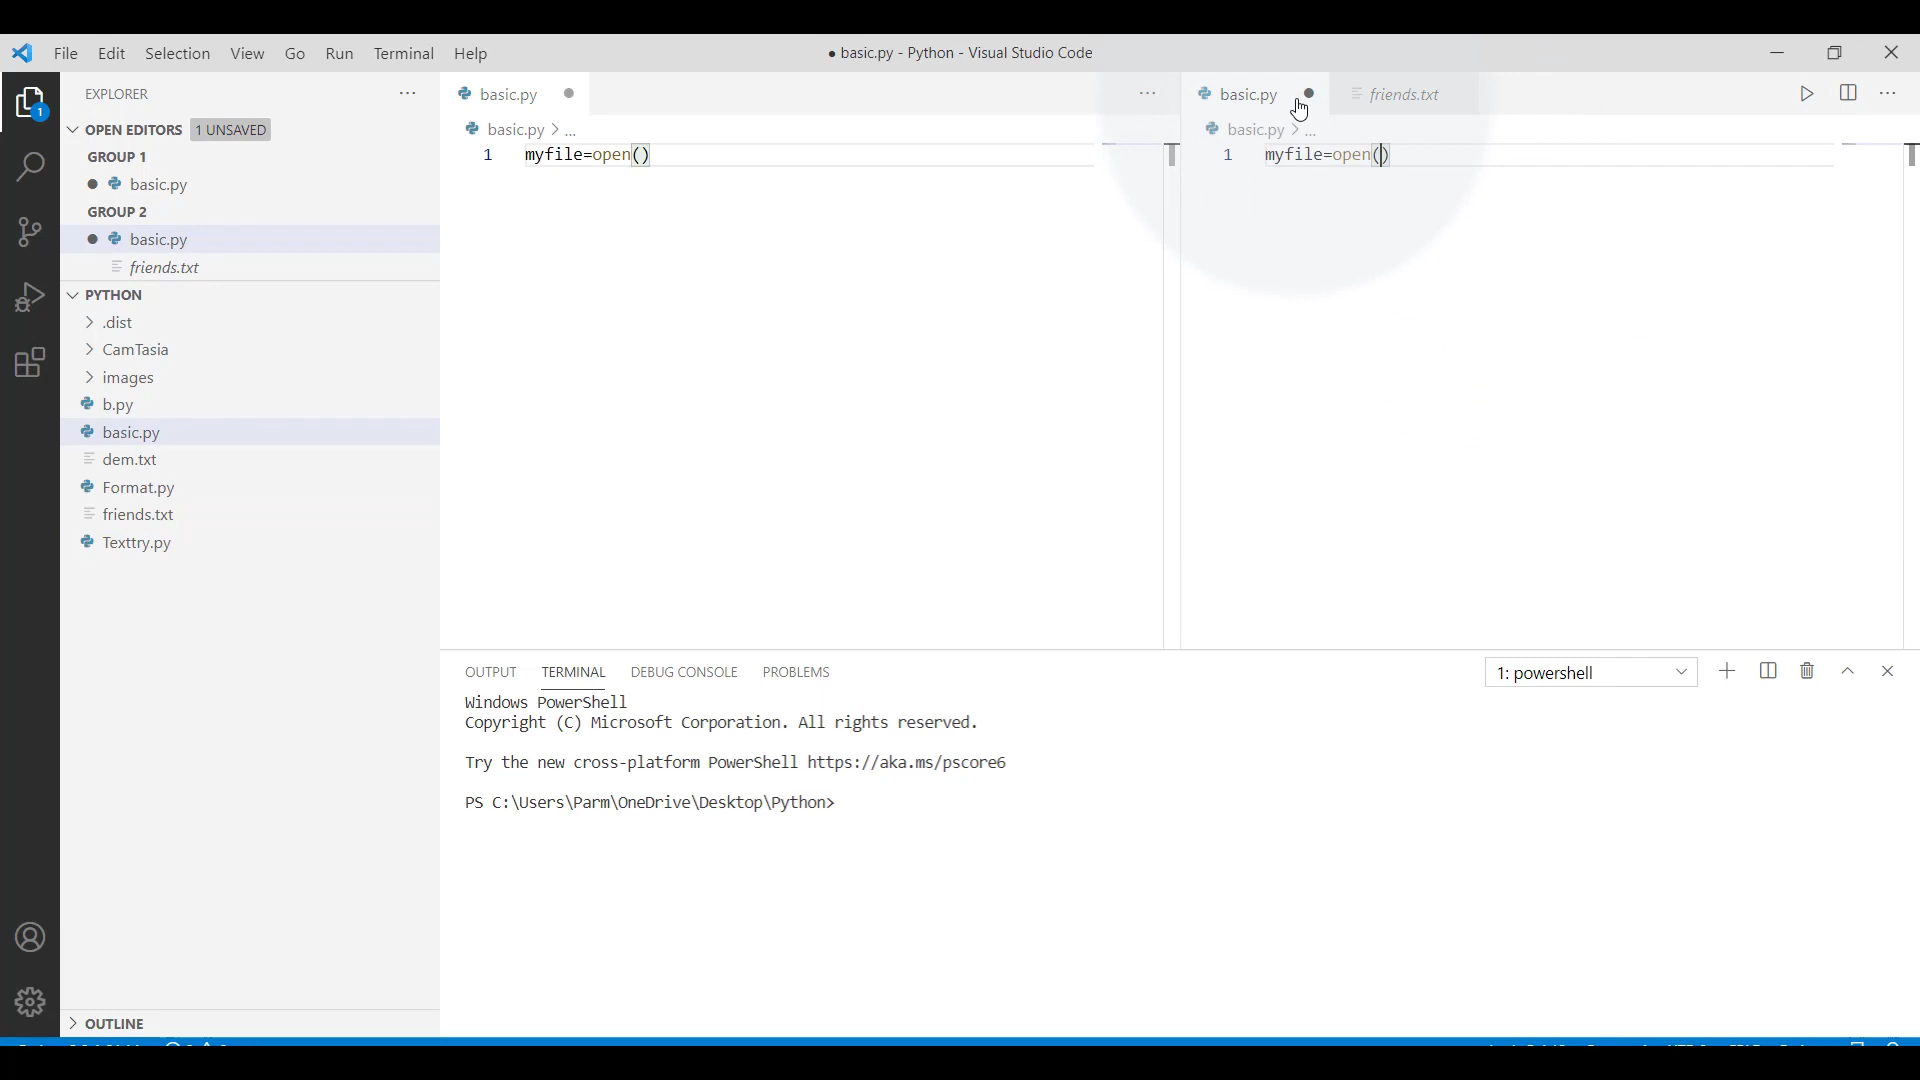 File Edit Selection View Go Run Terminal Help
● basic.py - Python - Visual Studio Code
EXPLORER
OPEN EDITORS 1 UNSAVED
GROUP 1
basic.py
GROUP 2
basic.py
friends.txt
PYTHON
.dist
CamTasia
images
b.py
basic.py
dem.txt
Format.py
friends.txt
Texttry.py
OUTLINE
1
basic.py
basic.py > ...
1 myfile=open()
basic.py friends.txt
basic.py > ...
1 myfile=open()
OUTPUT TERMINAL DEBUG CONSOLE PROBLEMS
1: powershell
Windows PowerShell
Copyright (C) Microsoft Corporation. All rights reserved.
Try the new cross-platform PowerShell https://aka.ms/pscore6
PS C:\Users\Parm\OneDrive\Desktop\Python>